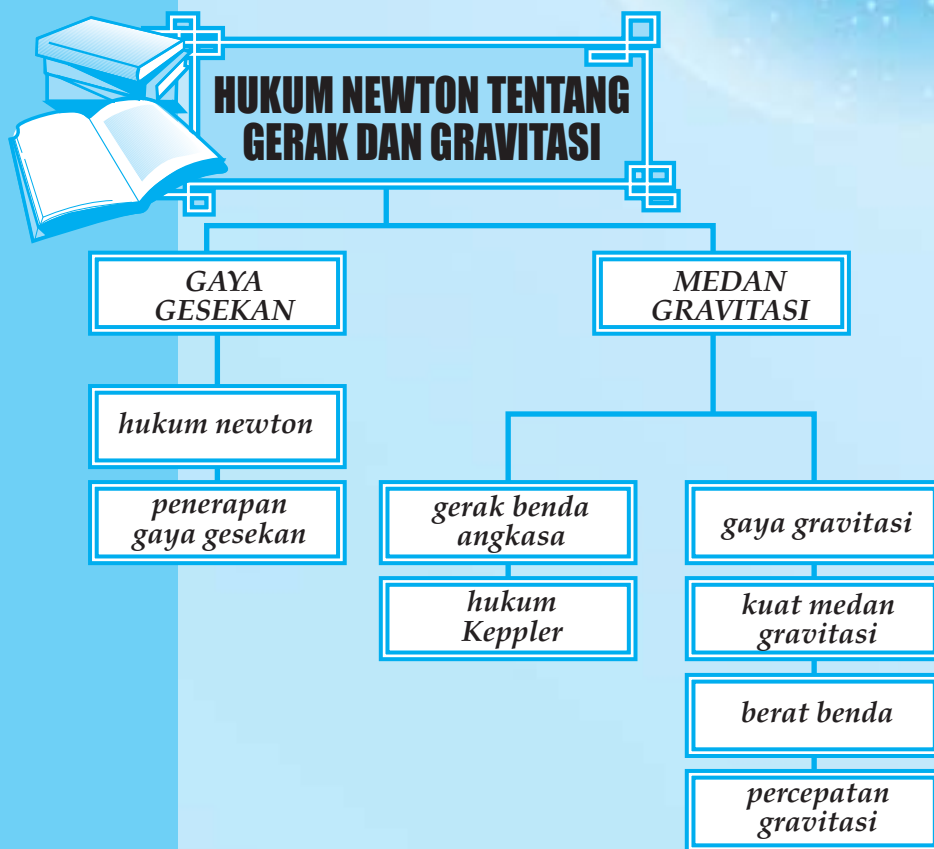 HUKUM NEWTON TENTANG
GERAK DAN GRAVITASI
GAYA
GESEKAN
MEDAN
GRAVITASI
hukum newton
penerapan
gaya gesekan
gerak benda
angkasa
hukum
Keppler
gaya gravitasi
kuat medan
gravitasi
berat benda
percepatan
gravitasi